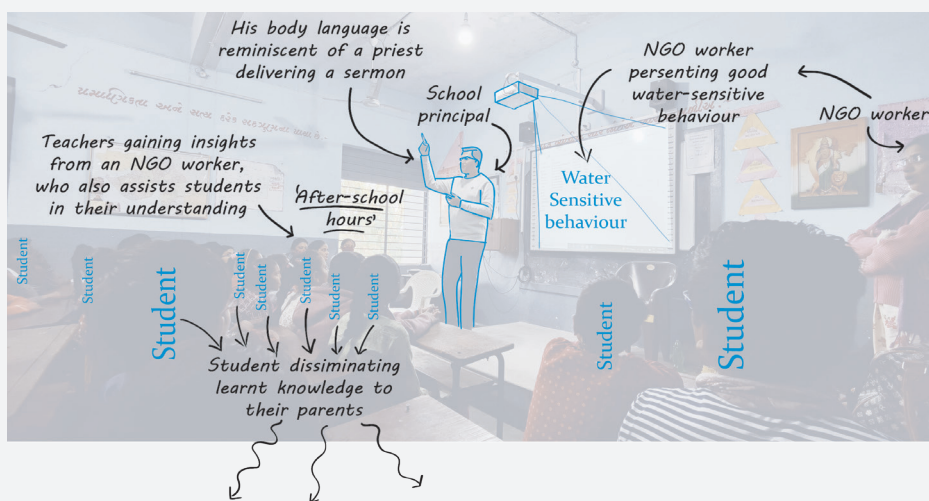 His body language is
reminiscent of a priest
delivering a sermon
School
principal
NGO worker
persenting good
water-sensitive
behaviour
NGO worker
Teachers gaining insights
from an NGO worker,
who also assists students
in their understanding
'After-school
hours'
Water
Sensitive
behaviour
Student
Student
Student
Student
Student
Student
Student
Student
Student
Student
Student dissiminating
learnt knowledge to
their parents